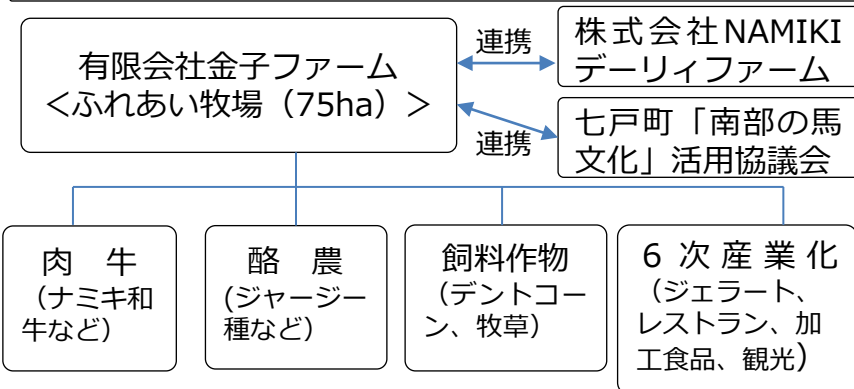 有限会社金子ファーム
＜ふれあい牧場（75ha）＞
連携
株式会社NAMIKI
デーリィファーム
連携
七戸町「南部の馬
文化」活用協議会
肉　牛
（ナミキ和
牛など）
酪　農
(ジャージー
種など）
飼料作物
（デントコー
ン、牧草）
６次産業化
（ジェラート、
レストラン、加
工食品、観光）